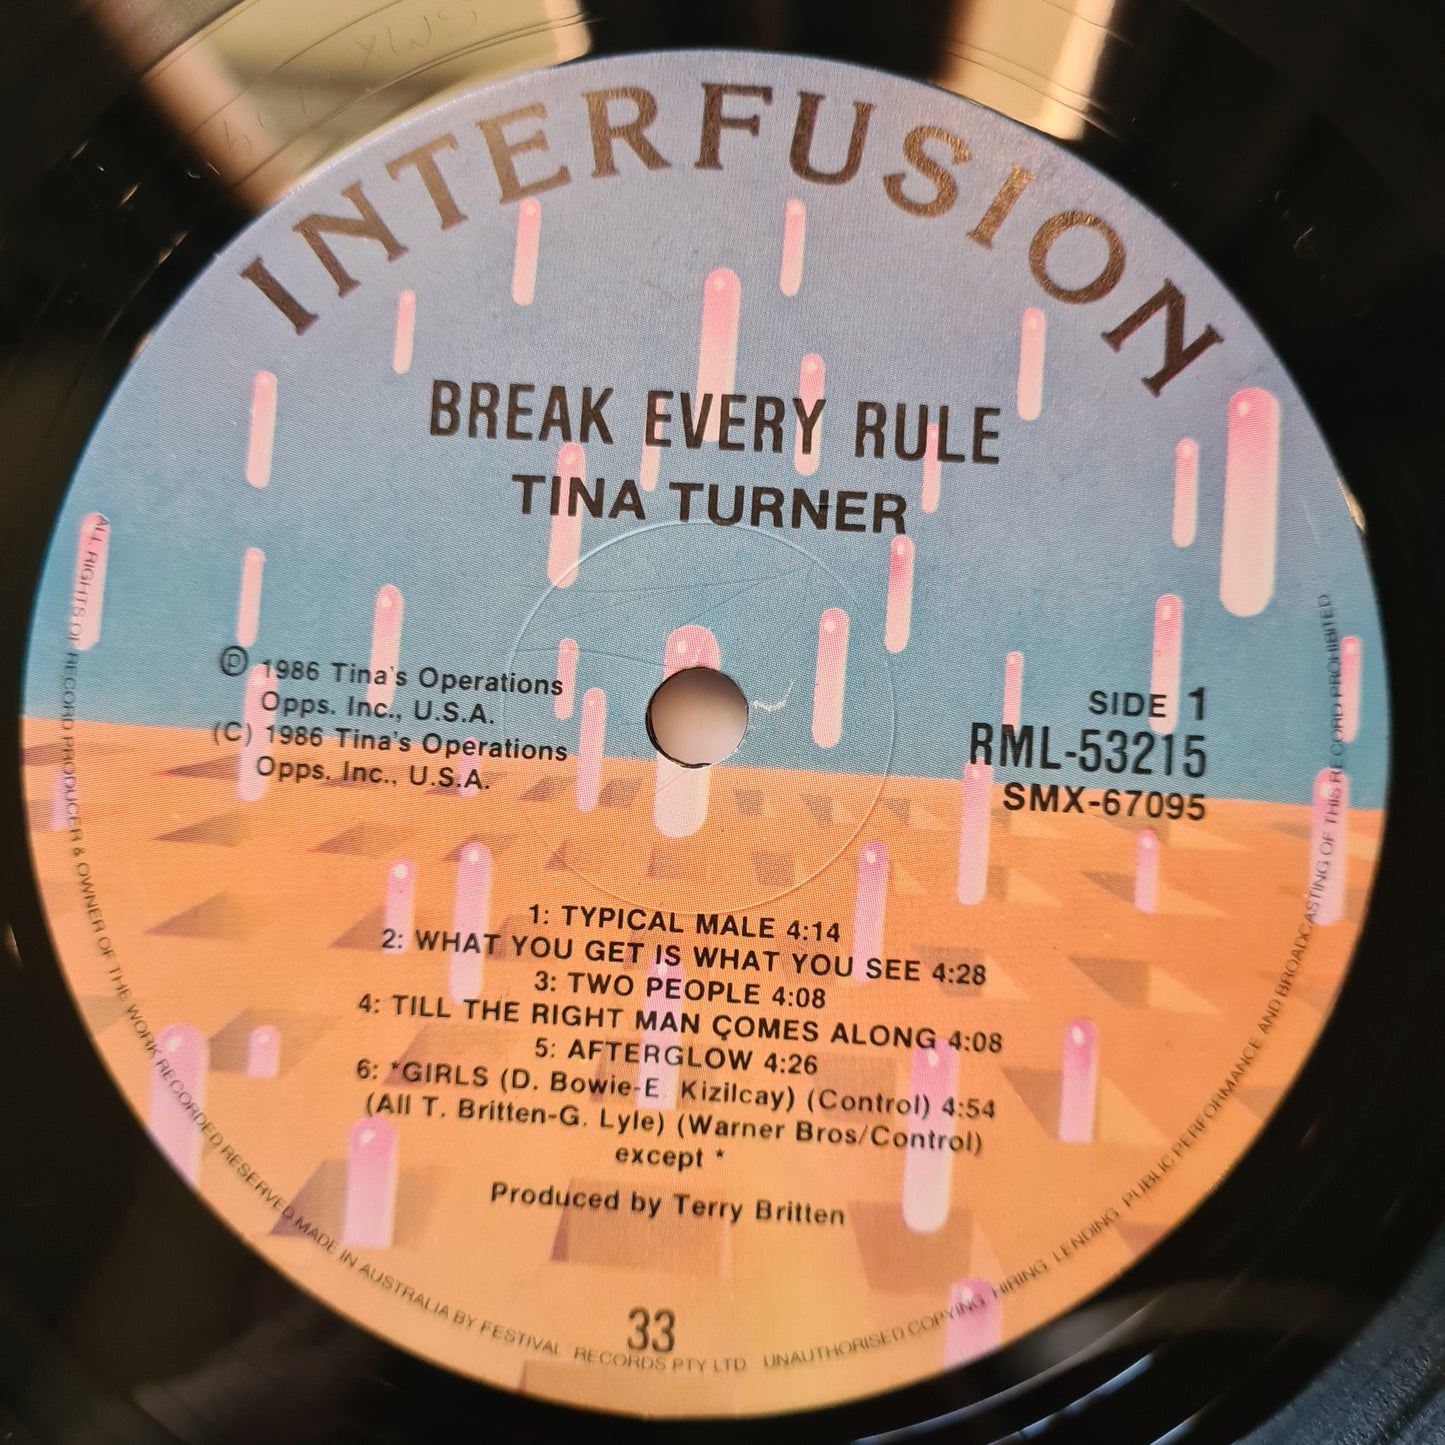 INTERFUSION
BREAK EVERY RULE
TINA TURNER
℗ 1986 Tina's Operations
Opps. Inc., U.S.A.
(C) 1986 Tina's Operations
Opps. Inc., U.S.A.
SIDE 1
RML-53215
SMX-67095
1: TYPICAL MALE 4:14
2: WHAT YOU GET IS WHAT YOU SEE 4:28
3: TWO PEOPLE 4:08
4: TILL THE RIGHT MAN COMES ALONG 4:08
5: AFTERGLOW 4:26
6: *GIRLS (D. Bowie-E. Kizilcay) (Control) 4:54
(All T. Britten-G. Lyle) (Warner Bros/Control)
except *
Produced by Terry Britten
33
ALL RIGHTS OF RECORD PRODUCER & OWNER OF THE WORK RECORDED RESERVED MADE IN AUSTRALIA BY FESTIVAL RECORDS PTY LTD UNAUTHORISED COPYING, HIRING, LENDING, PUBLIC PERFORMANCE AND BROADCASTING OF THIS RECORD PROHIBITED